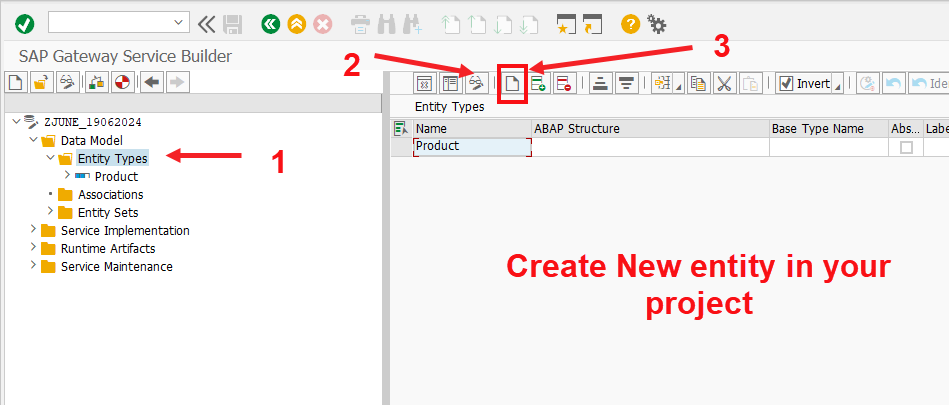 SAP Gateway Service Builder
2
3
Invert
Ide
Entity Types
Name ABAP Structure Base Type Name Abs... Labe
Product
ZJUNE_19062024
Data Model
Entity Types
1
Product
Associations
Entity Sets
Service Implementation
Runtime Artifacts
Service Maintenance
Create New entity in your
project